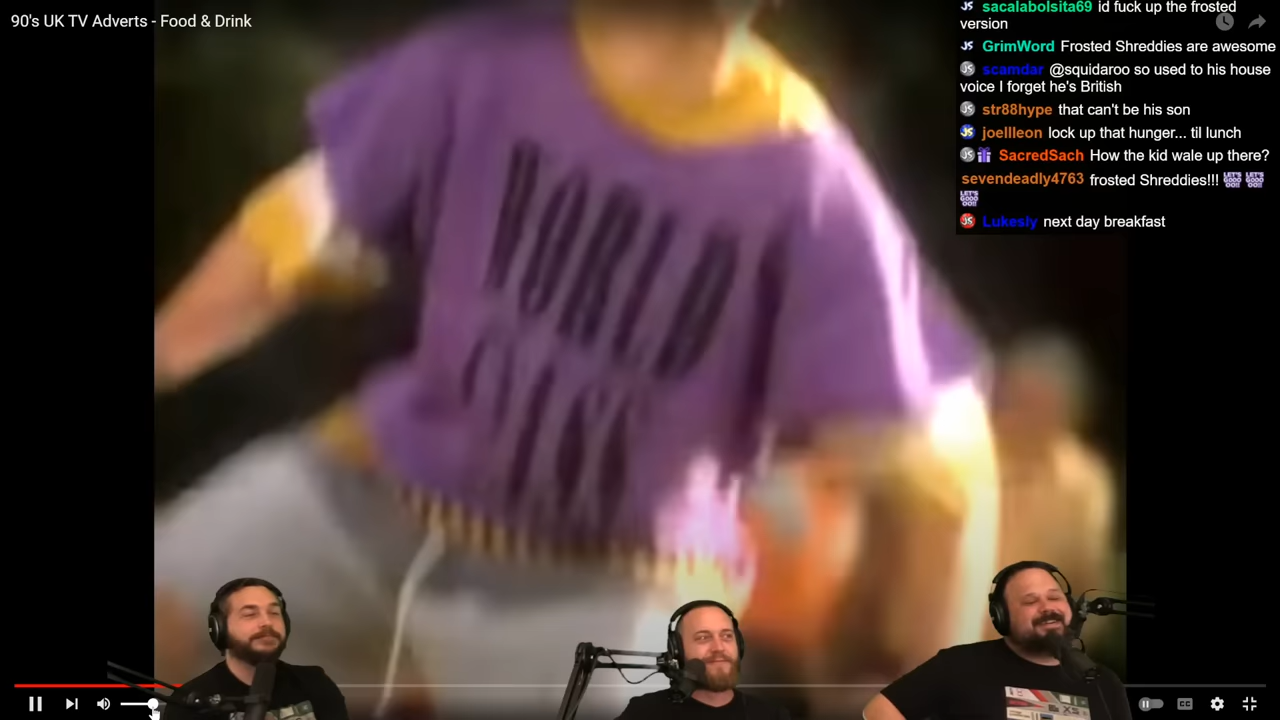 90's UK TV Adverts - Food & Drink
sacalabolsita69 id fuck up the frosted
version
GrimWord Frosted Shreddies are awesome
scamdar @squidaroo so used to his house
voice I forget he's British
str88hype that can't be his son
joellleon lock up that hunger... til lunch
SacredSach How the kid wale up there?
sevendeadly4763 frosted Shreddies!!!
Lukesly next day breakfast
WORLD